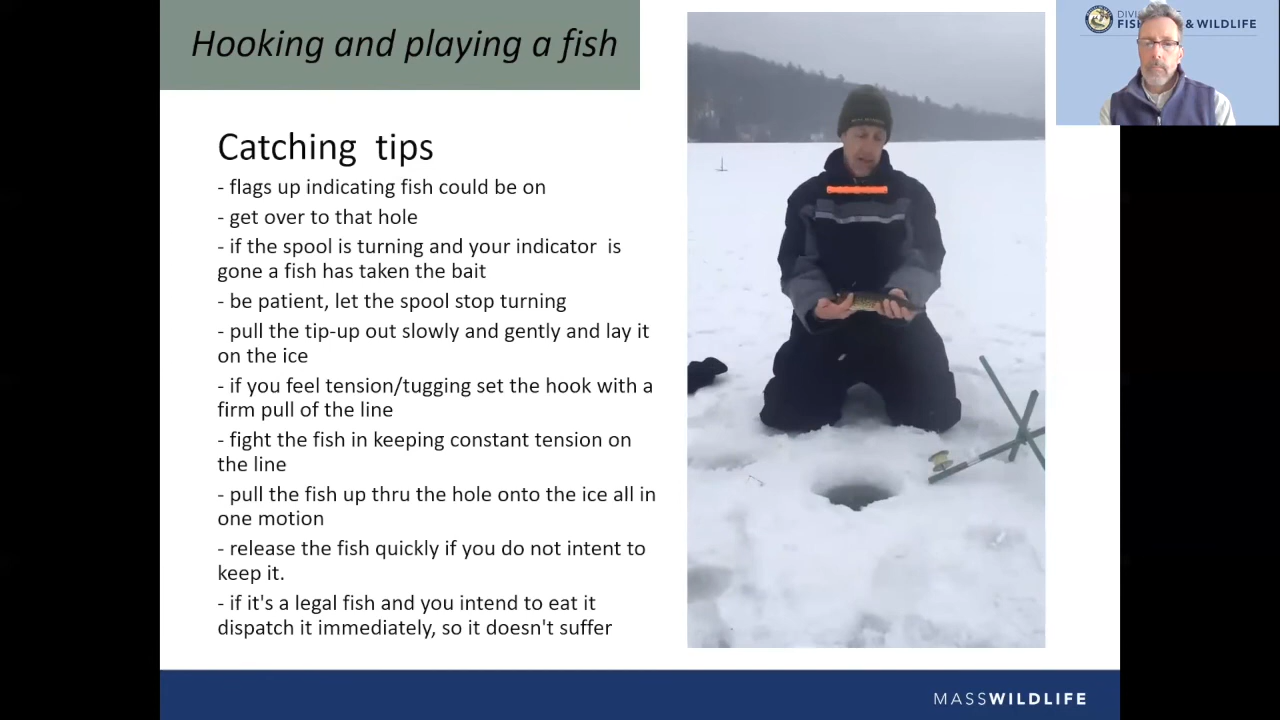 Hooking and playing a fish
DIVI
FISH & WILDLIFE
Catching tips
- flags up indicating fish could be on
- get over to that hole
- if the spool is turning and your indicator is
gone a fish has taken the bait
- be patient, let the spool stop turning
- pull the tip-up out slowly and gently and lay it
on the ice
- if you feel tension/tugging set the hook with a
firm pull of the line
- fight the fish in keeping constant tension on
the line
- pull the fish up thru the hole onto the ice all in
one motion
- release the fish quickly if you do not intent to
keep it.
- if it's a legal fish and you intend to eat it
dispatch it immediately, so it doesn't suffer
MASSWILDLIFE